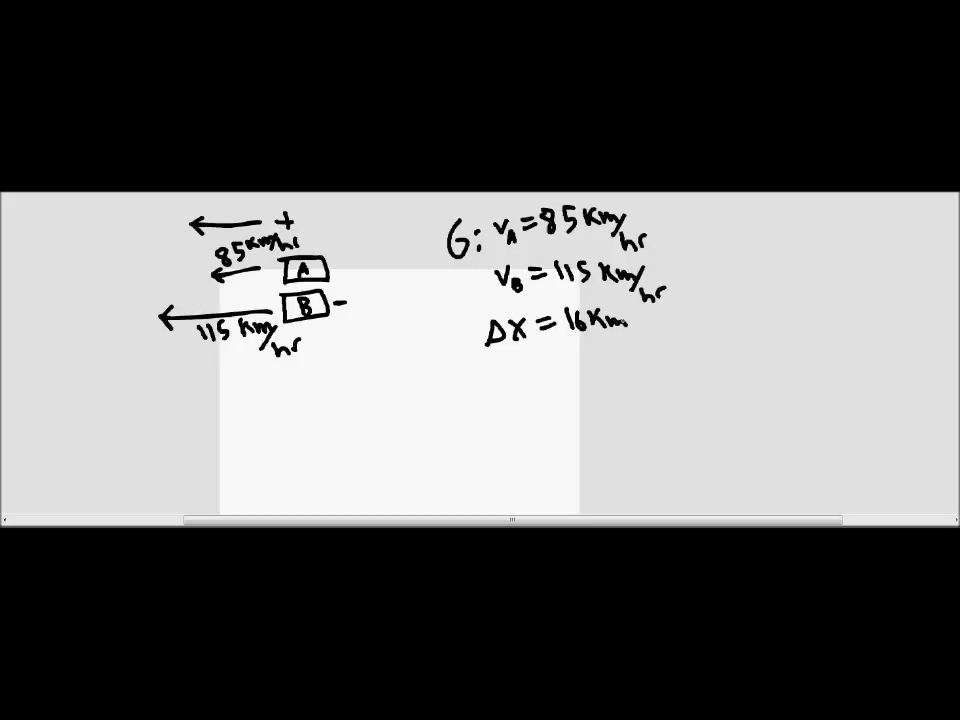 +
85 Km/hr
A
B -
115 Km/hr
G: vA = 85 Km/hr
vB = 115 Km/hr
Δx = 16 Km